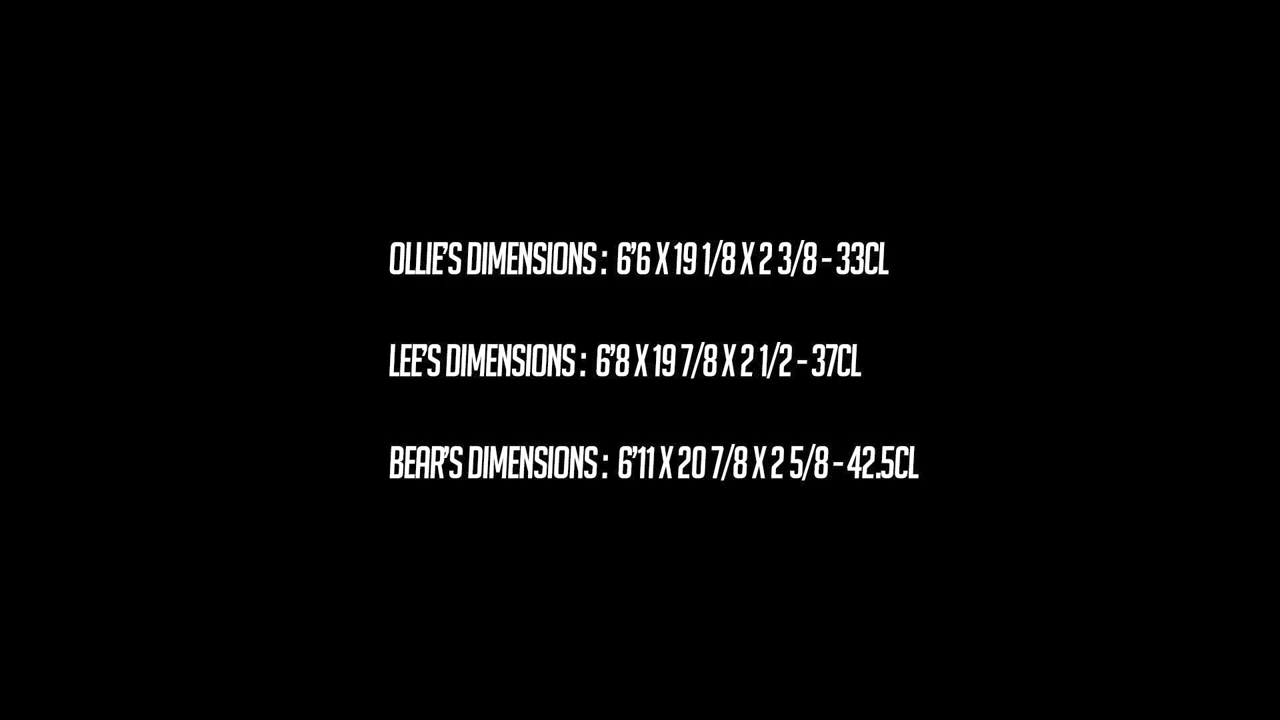 OLLIE'S DIMENSIONS : 6'6 X 19 1/8 X 2 3/8 - 33CL
LEE'S DIMENSIONS : 6'8 X 19 7/8 X 2 1/2 - 37CL
BEAR'S DIMENSIONS : 6'11 X 20 7/8 X 2 5/8 - 42.5CL